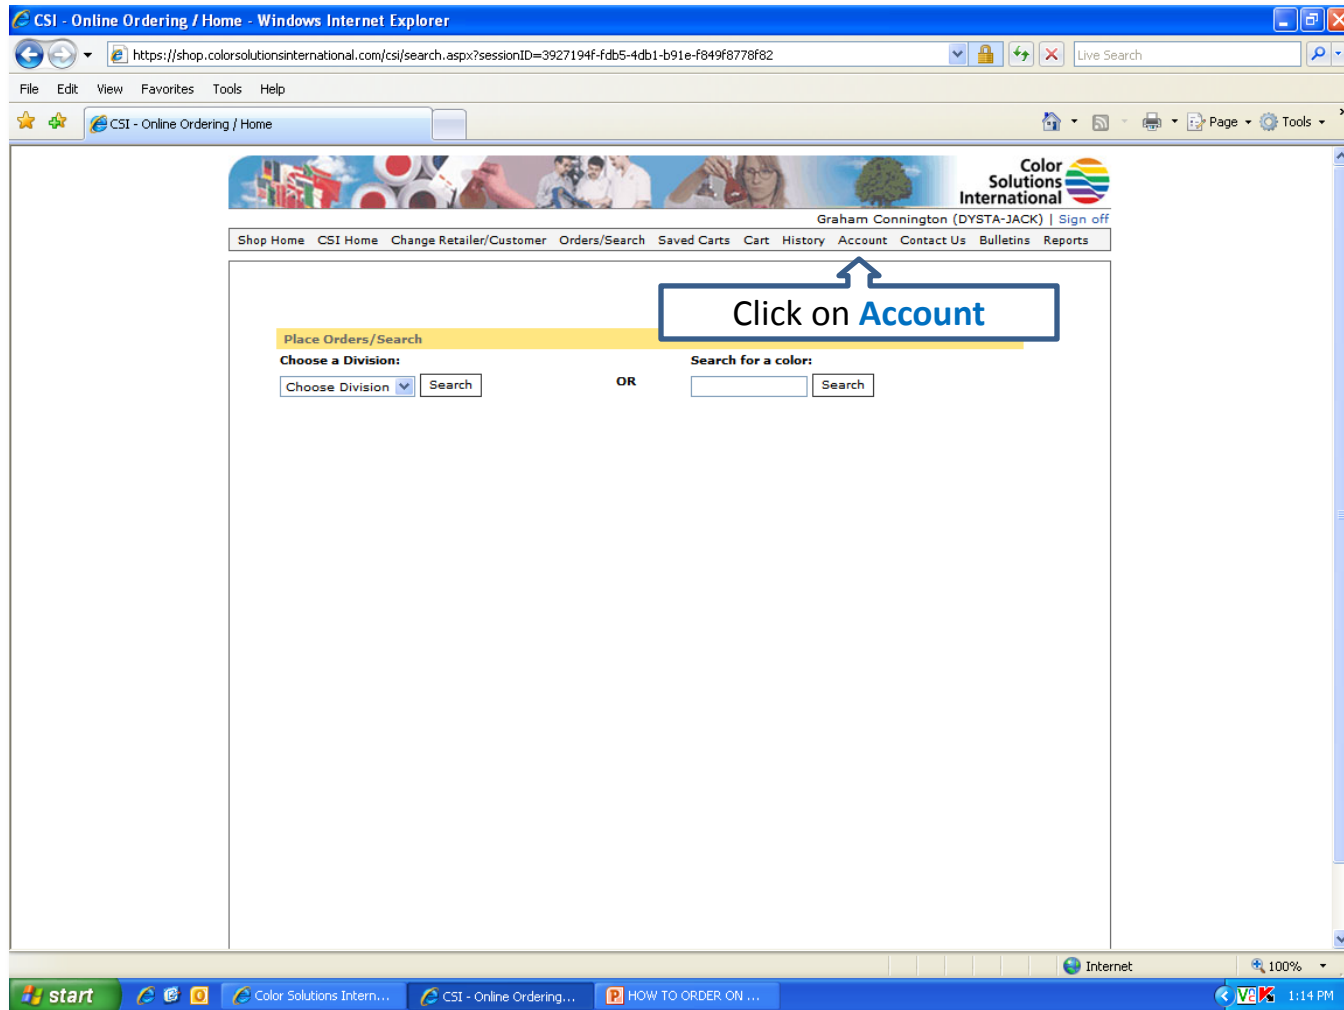 CSI - Online Ordering / Home - Windows Internet Explorer
https://shop.colorsolutionsinternational.com/csi/search.aspx?sessionID=3927194f-fdb5-4db1-b91e-f849f8778f82
Live Search
File Edit View Favorites Tools Help
CSI - Online Ordering / Home
Page Tools
Color
Solutions
International
Graham Connington (DYSTA-JACK) | Sign off
Shop Home CSI Home Change Retailer/Customer Orders/Search Saved Carts Cart History Account Contact Us Bulletins Reports
Click on Account
Place Orders/Search
Choose a Division:
Search for a color:
Choose Division Search
OR
Search
Internet
100%
start
Color Solutions Intern...
CSI - Online Ordering...
HOW TO ORDER ON ...
1:14 PM